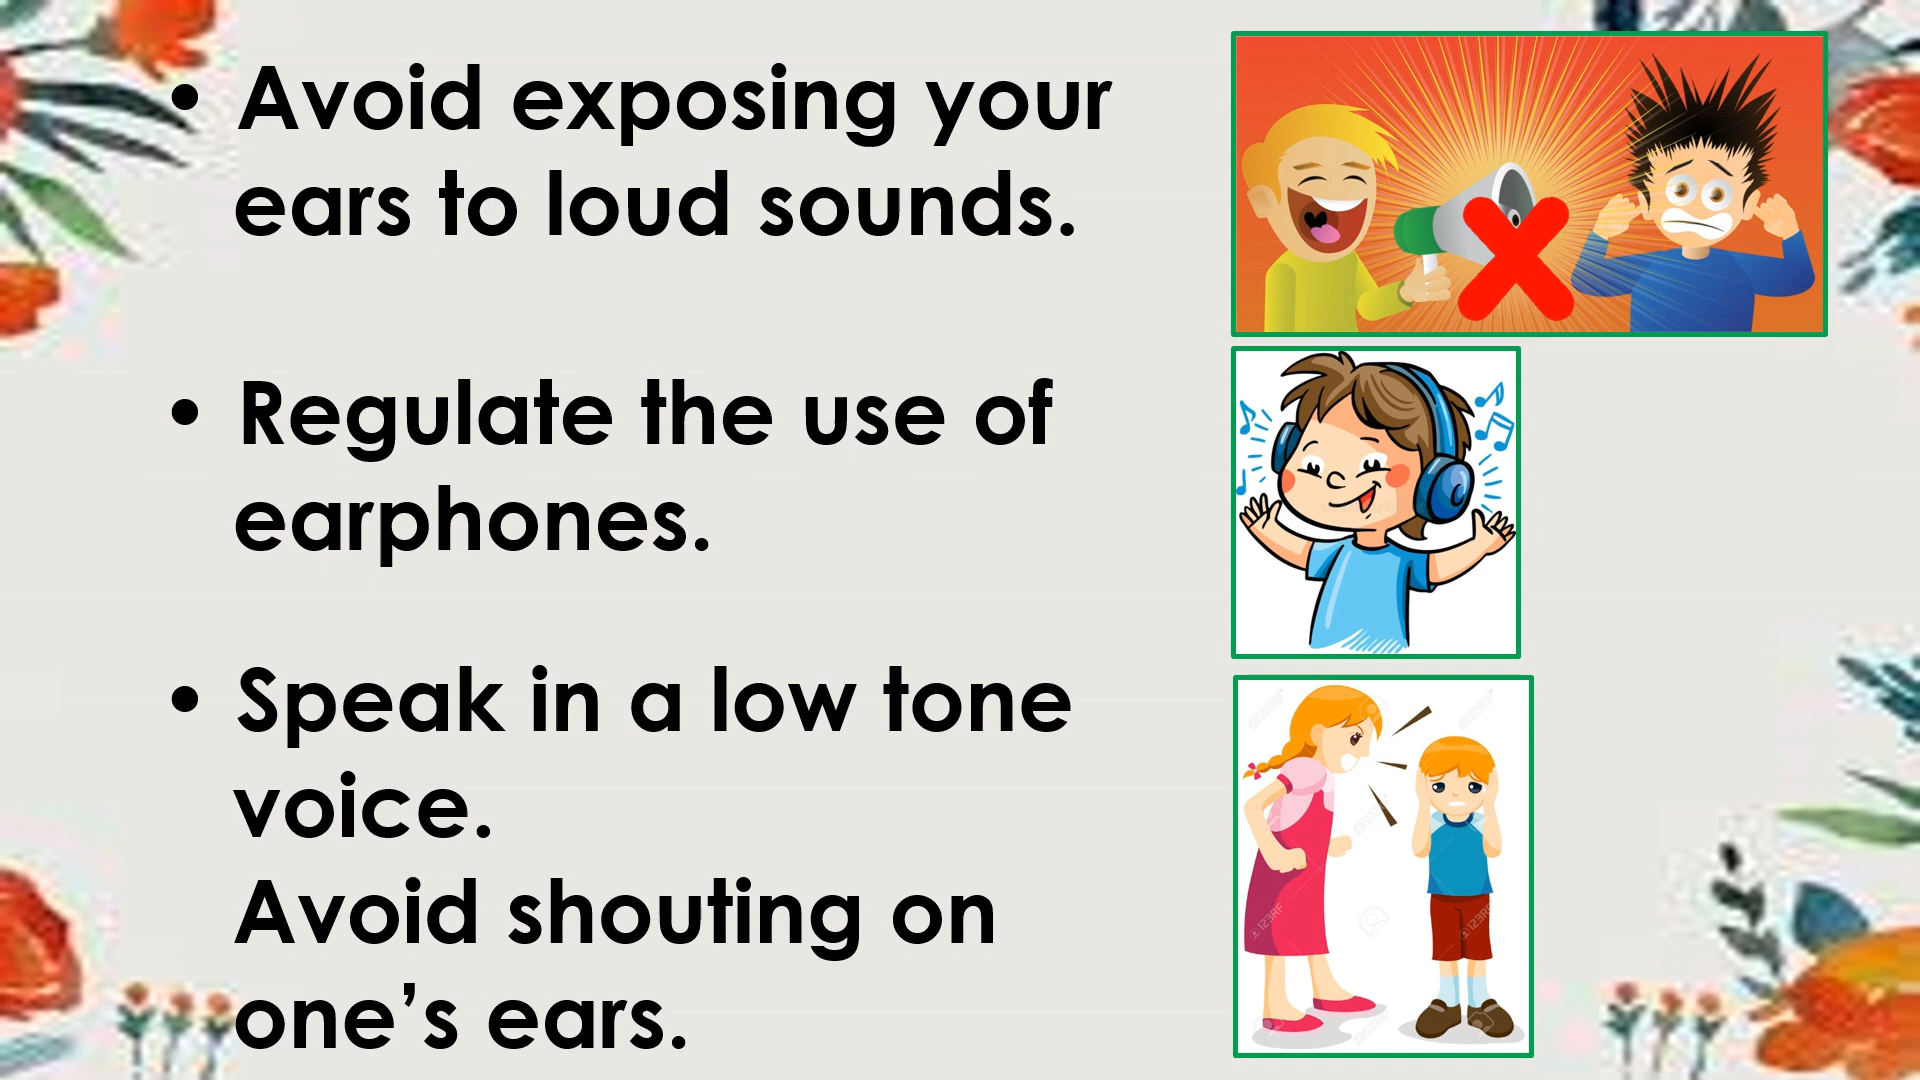 • Avoid exposing your
ears to loud sounds.
• Regulate the use of
earphones.
• Speak in a low tone
voice.
Avoid shouting on
one’s ears.